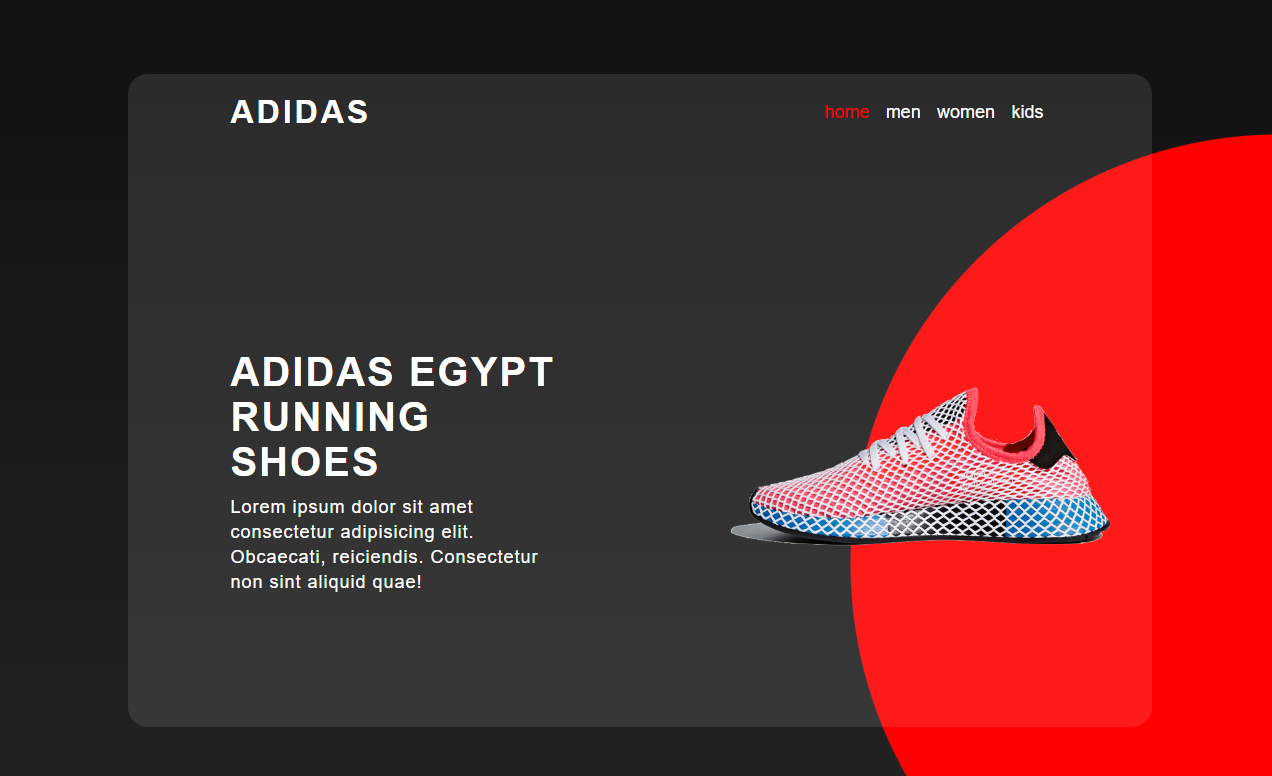 ADIDAS
home men women kids
ADIDAS EGYPT
RUNNING
SHOES
Lorem ipsum dolor sit amet
consectetur adipisicing elit.
Obcaecati, reiciendis. Consectetur
non sint aliquid quae!